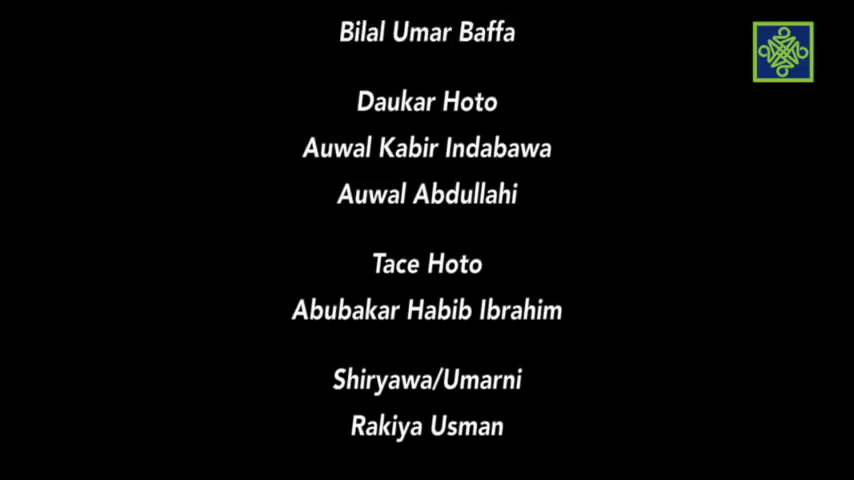 Bilal Umar Baffa
Daukar Hoto
Auwal Kabir Indabawa
Auwal Abdullahi
Tace Hoto
Abubakar Habib Ibrahim
Shiryawa/Umarni
Rakiya Usman